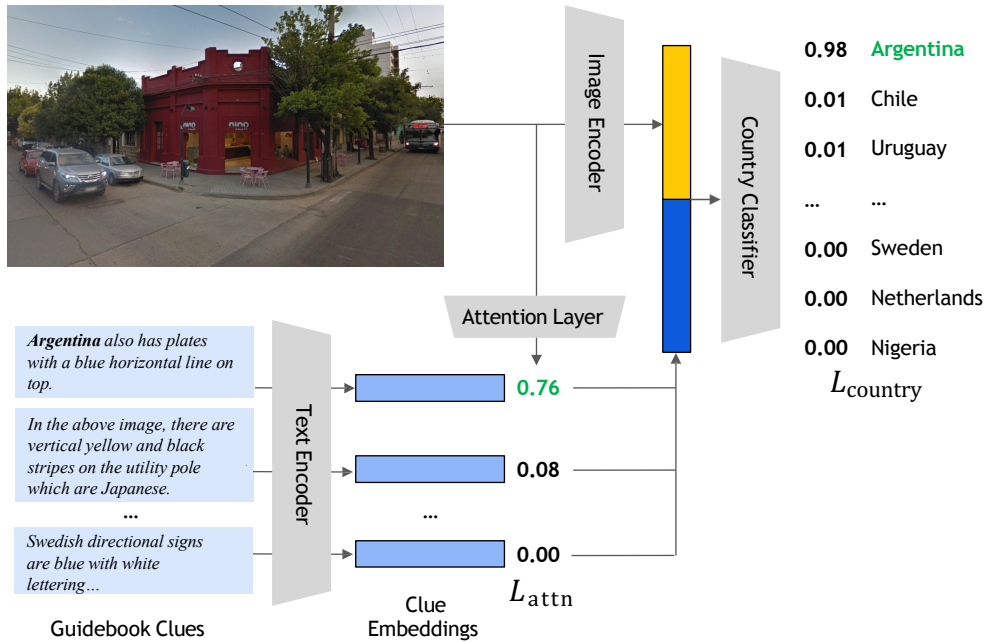 Image Encoder
Country Classifier
0.98 Argentina
0.01 Chile
0.01 Uruguay
... ...
0.00 Sweden
0.00 Netherlands
0.00 Nigeria
L_country
Attention Layer
Argentina also has plates
with a blue horizontal line on
top.
In the above image, there are
vertical yellow and black
stripes on the utility pole
which are Japanese.
...
Swedish directional signs
are blue with white
lettering...
Text Encoder
0.76
0.08
...
0.00
L_attn
Guidebook Clues
Clue
Embeddings